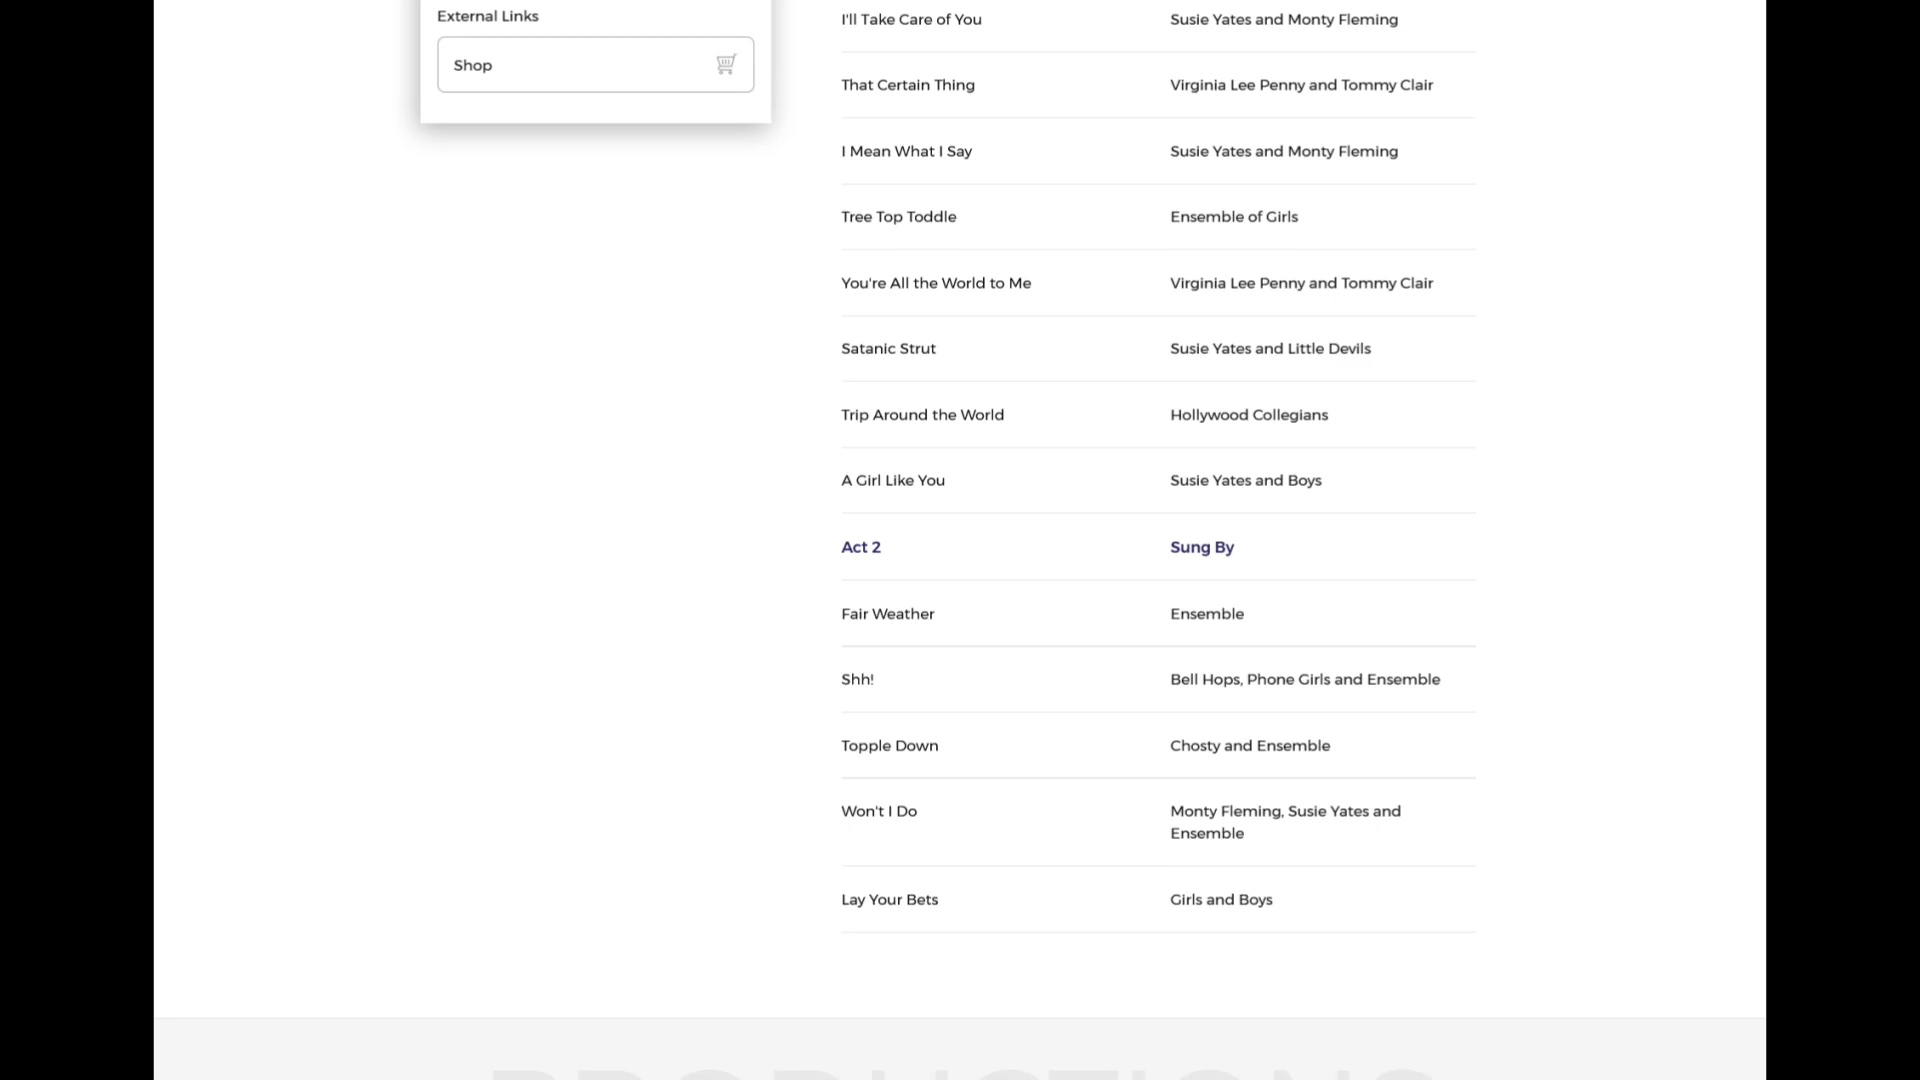 External Links
Shop
I'll Take Care of You Susie Yates and Monty Fleming
That Certain Thing Virginia Lee Penny and Tommy Clair
I Mean What I Say Susie Yates and Monty Fleming
Tree Top Toddle Ensemble of Girls
You're All the World to Me Virginia Lee Penny and Tommy Clair
Satanic Strut Susie Yates and Little Devils
Trip Around the World Hollywood Collegians
A Girl Like You Susie Yates and Boys
Act 2 Sung By
Fair Weather Ensemble
Shh! Bell Hops, Phone Girls and Ensemble
Topple Down Chosty and Ensemble
Won't I Do Monty Fleming, Susie Yates and
Ensemble
Lay Your Bets Girls and Boys
PRODUCTIONS